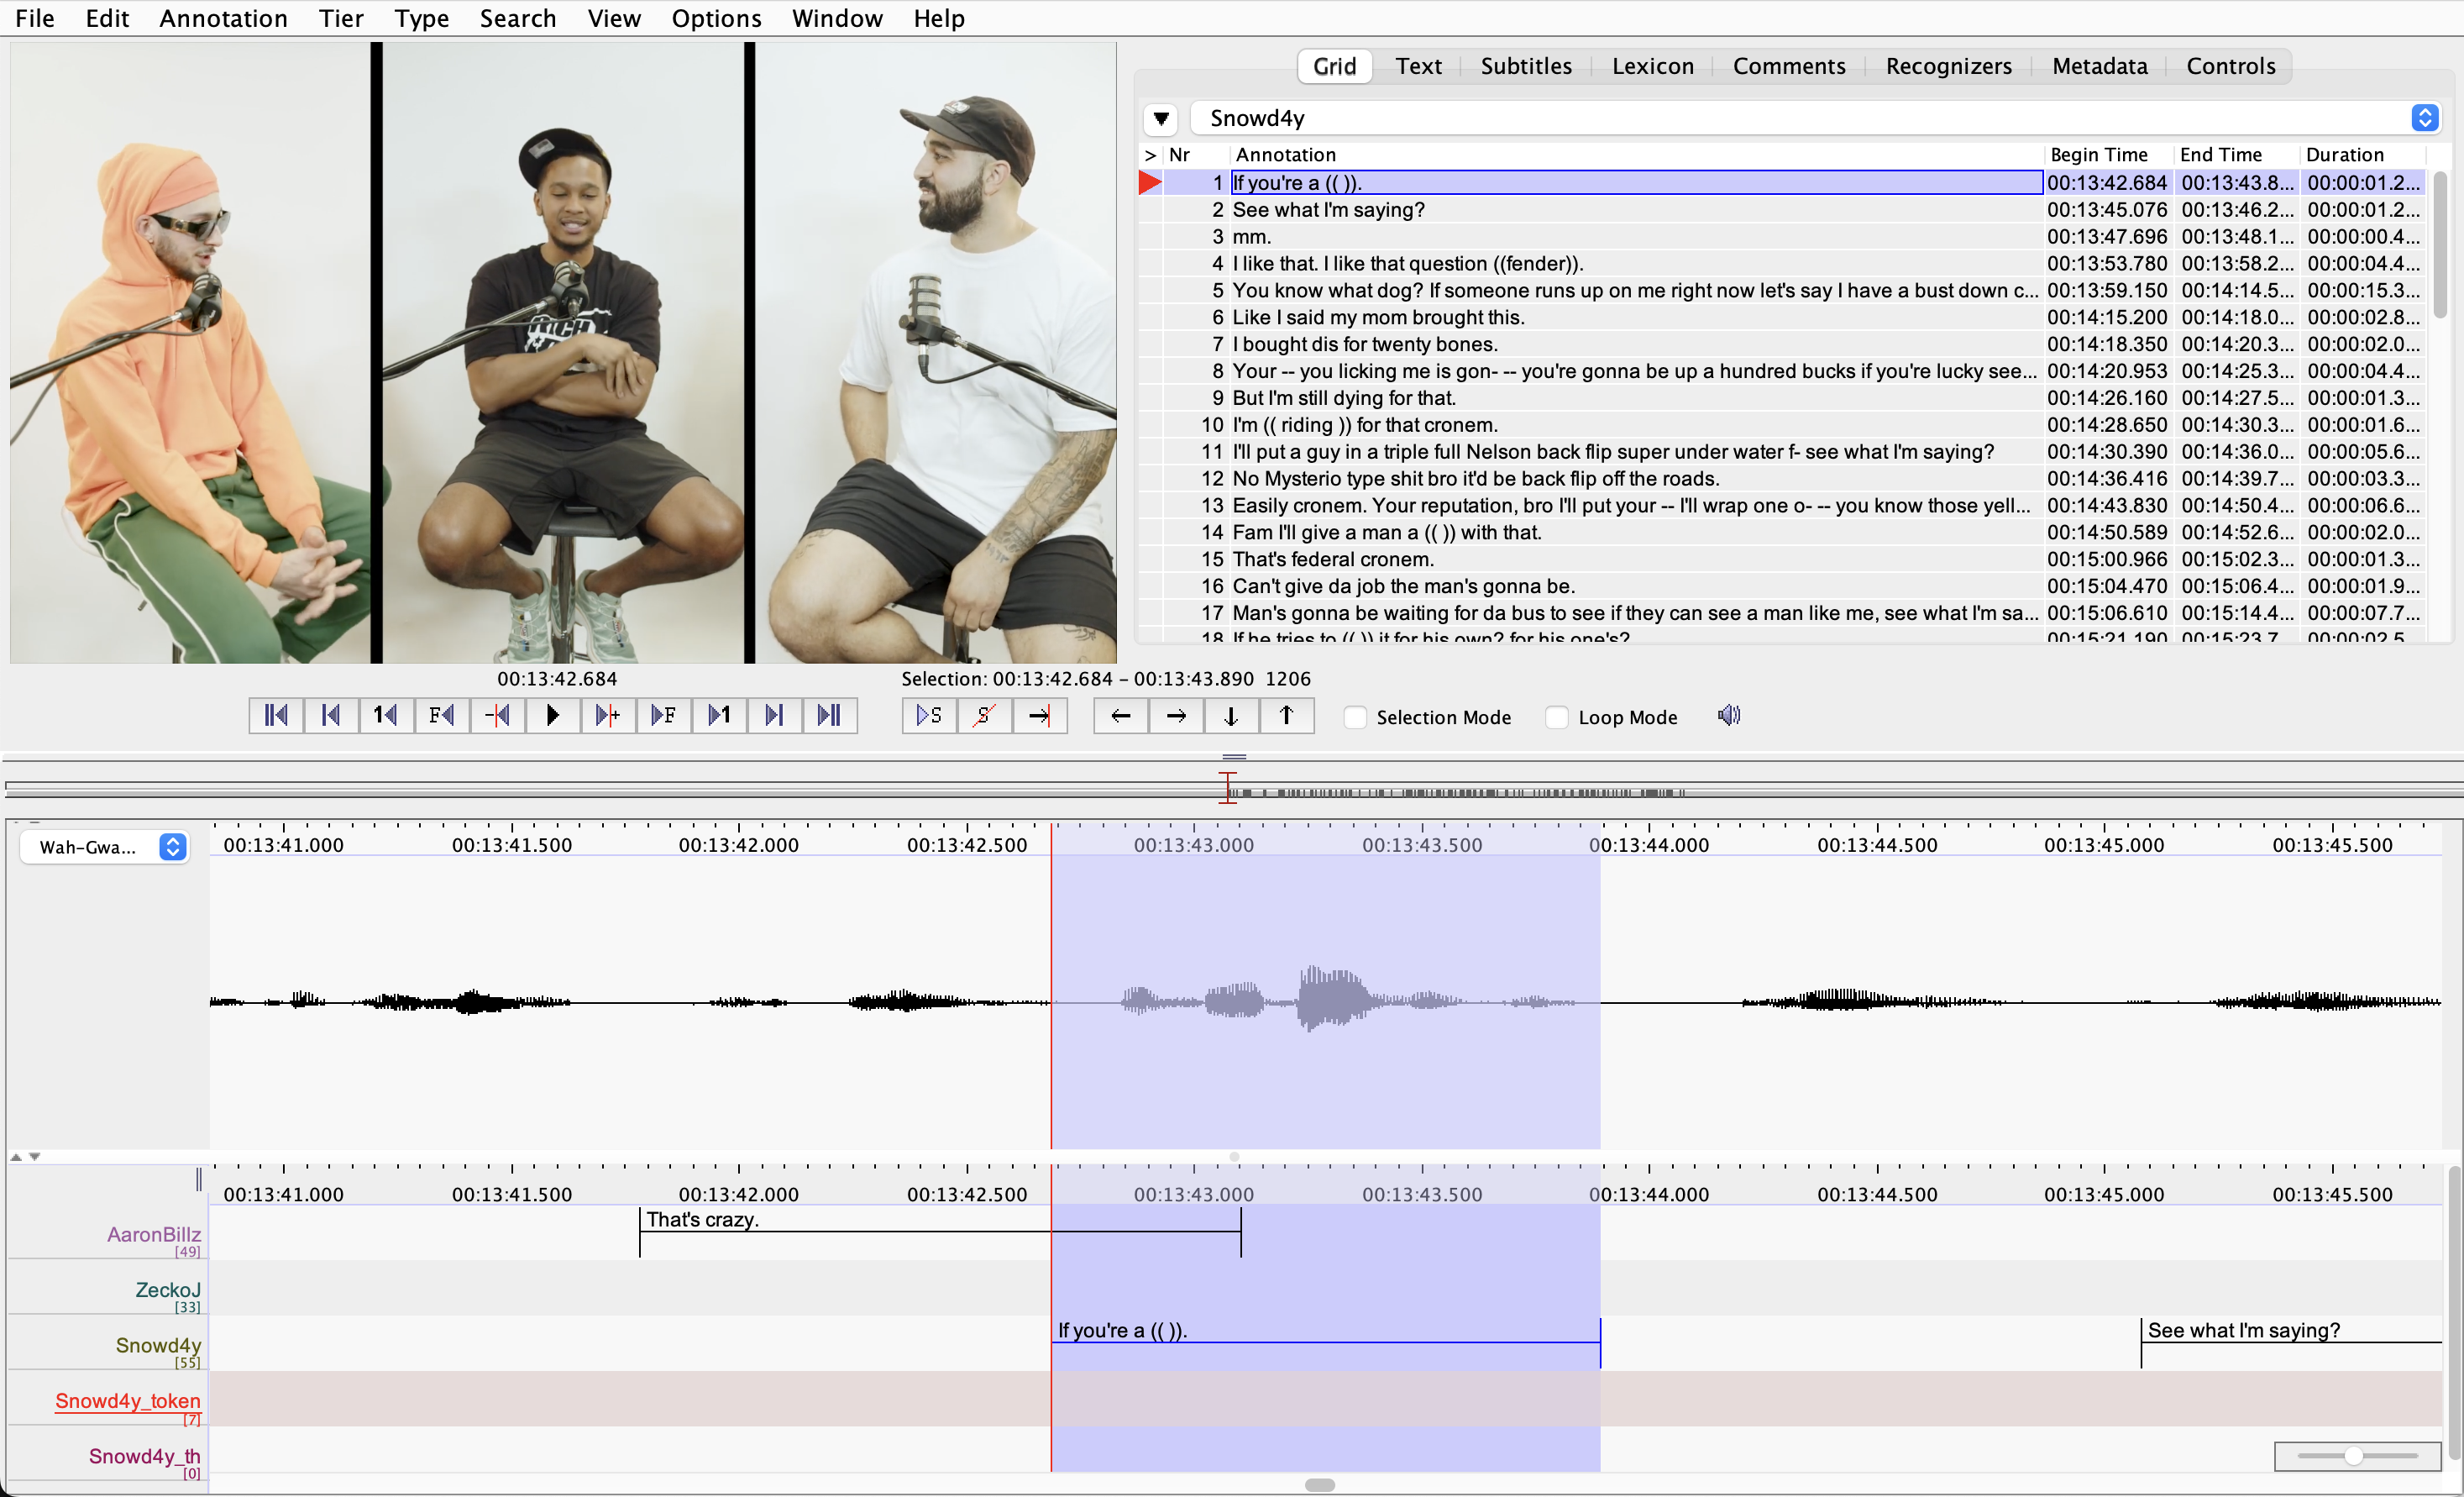 File Edit Annotation Tier Type Search View Options Window Help
Grid Text Subtitles Lexicon Comments Recognizers Metadata Controls
Snowd4y
> Nr Annotation Begin Time End Time Duration
1 If you're a (( )). 00:13:42.684 00:13:43.8... 00:00:01.2...
2 See what I'm saying? 00:13:45.076 00:13:46.2... 00:00:01.2...
3 mm. 00:13:47.696 00:13:48.1... 00:00:00.4...
4 I like that. I like that question ((fender)). 00:13:53.780 00:13:58.2... 00:00:04.4...
5 You know what dog? If someone runs up on me right now let's say I have a bust down c... 00:13:59.150 00:14:14.5... 00:00:15.3...
6 Like I said my mom brought this. 00:14:15.200 00:14:18.0... 00:00:02.8...
7 I bought dis for twenty bones. 00:14:18.350 00:14:20.3... 00:00:02.0...
8 Your -- you licking me is gon- -- you're gonna be up a hundred bucks if you're lucky see... 00:14:20.953 00:14:25.3... 00:00:04.4...
9 But I'm still dying for that. 00:14:26.160 00:14:27.5... 00:00:01.3...
10 I'm (( riding )) for that cronem. 00:14:28.650 00:14:30.3... 00:00:01.6...
11 I'll put a guy in a triple full Nelson back flip super under water f- see what I'm saying? 00:14:30.390 00:14:36.0... 00:00:05.6...
12 No Mysterio type shit bro it'd be back flip off the roads. 00:14:36.416 00:14:39.7... 00:00:03.3...
13 Easily cronem. Your reputation, bro I'll put your -- I'll wrap one o- -- you know those yell... 00:14:43.830 00:14:50.4... 00:00:06.6...
14 Fam I'll give a man a (( )) with that. 00:14:50.589 00:14:52.6... 00:00:02.0...
15 That's federal cronem. 00:15:00.966 00:15:02.3... 00:00:01.3...
16 Can't give da job the man's gonna be. 00:15:04.470 00:15:06.4... 00:00:01.9...
17 Man's gonna be waiting for da bus to see if they can see a man like me, see what I'm sa... 00:15:06.610 00:15:14.4... 00:00:07.7...
18 If he tries to (( )) it for his own? for his one's? 00:15:21.190 00:15:23.7... 00:00:02.5...
RICH
00:13:42.684
Selection: 00:13:42.684 - 00:13:43.890 1206
1 F F 1 S S
Selection Mode Loop Mode
Wah-Gwa...
00:13:41.000 00:13:41.500 00:13:42.000 00:13:42.500 00:13:43.000 00:13:43.500 00:13:44.000 00:13:44.500 00:13:45.000 00:13:45.500
00:13:41.000 00:13:41.500 00:13:42.000 00:13:42.500 00:13:43.000 00:13:43.500 00:13:44.000 00:13:44.500 00:13:45.000 00:13:45.500
AaronBillz That's crazy.
[49]
ZeckoJ
[33]
Snowd4y If you're a (( )). See what I'm saying?
[55]
Snowd4y_token
[7]
Snowd4y_th
[0]